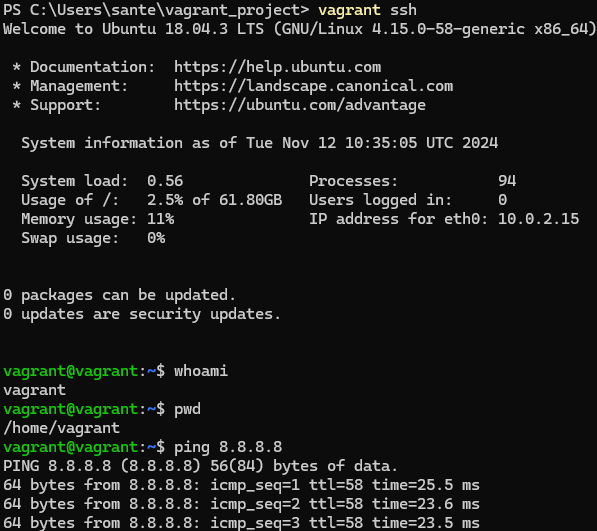 PS C:\Users\sante\vagrant_project> vagrant ssh
Welcome to Ubuntu 18.04.3 LTS (GNU/Linux 4.15.0-58-generic x86_64)
* Documentation:  https://help.ubuntu.com
* Management:     https://landscape.canonical.com
* Support:        https://ubuntu.com/advantage
System information as of Tue Nov 12 10:35:05 UTC 2024
System load:  0.56               Processes:           94
Usage of /:   2.5% of 61.80GB   Users logged in:     0
Memory usage: 11%               IP address for eth0: 10.0.2.15
Swap usage:   0%
0 packages can be updated.
0 updates are security updates.
vagrant@vagrant:~$ whoami
vagrant
vagrant@vagrant:~$ pwd
/home/vagrant
vagrant@vagrant:~$ ping 8.8.8.8
PING 8.8.8.8 (8.8.8.8) 56(84) bytes of data.
64 bytes from 8.8.8.8: icmp_seq=1 ttl=58 time=25.5 ms
64 bytes from 8.8.8.8: icmp_seq=2 ttl=58 time=23.6 ms
64 bytes from 8.8.8.8: icmp_seq=3 ttl=58 time=23.5 ms